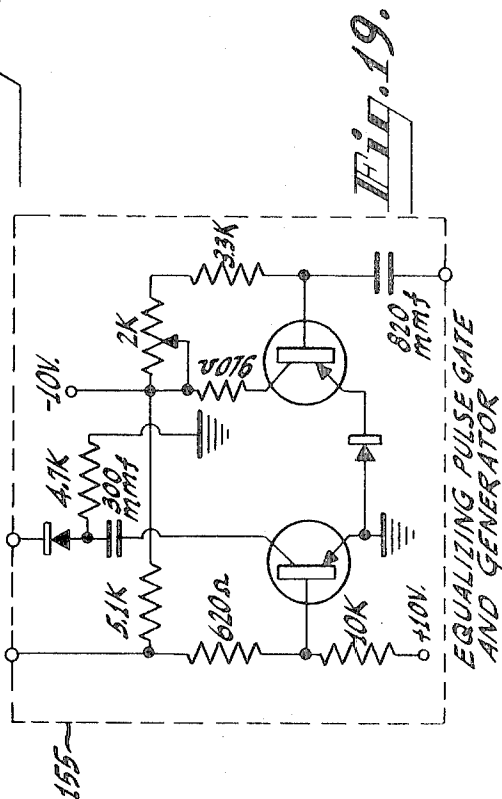 155
4.7K
300
mmf
-10V.
5.1K
2K
620Ω
910Ω
3.3K
10K
+10V.
820
mmf
EQUALIZING PULSE GATE
AND GENERATOR
Fig. 19.